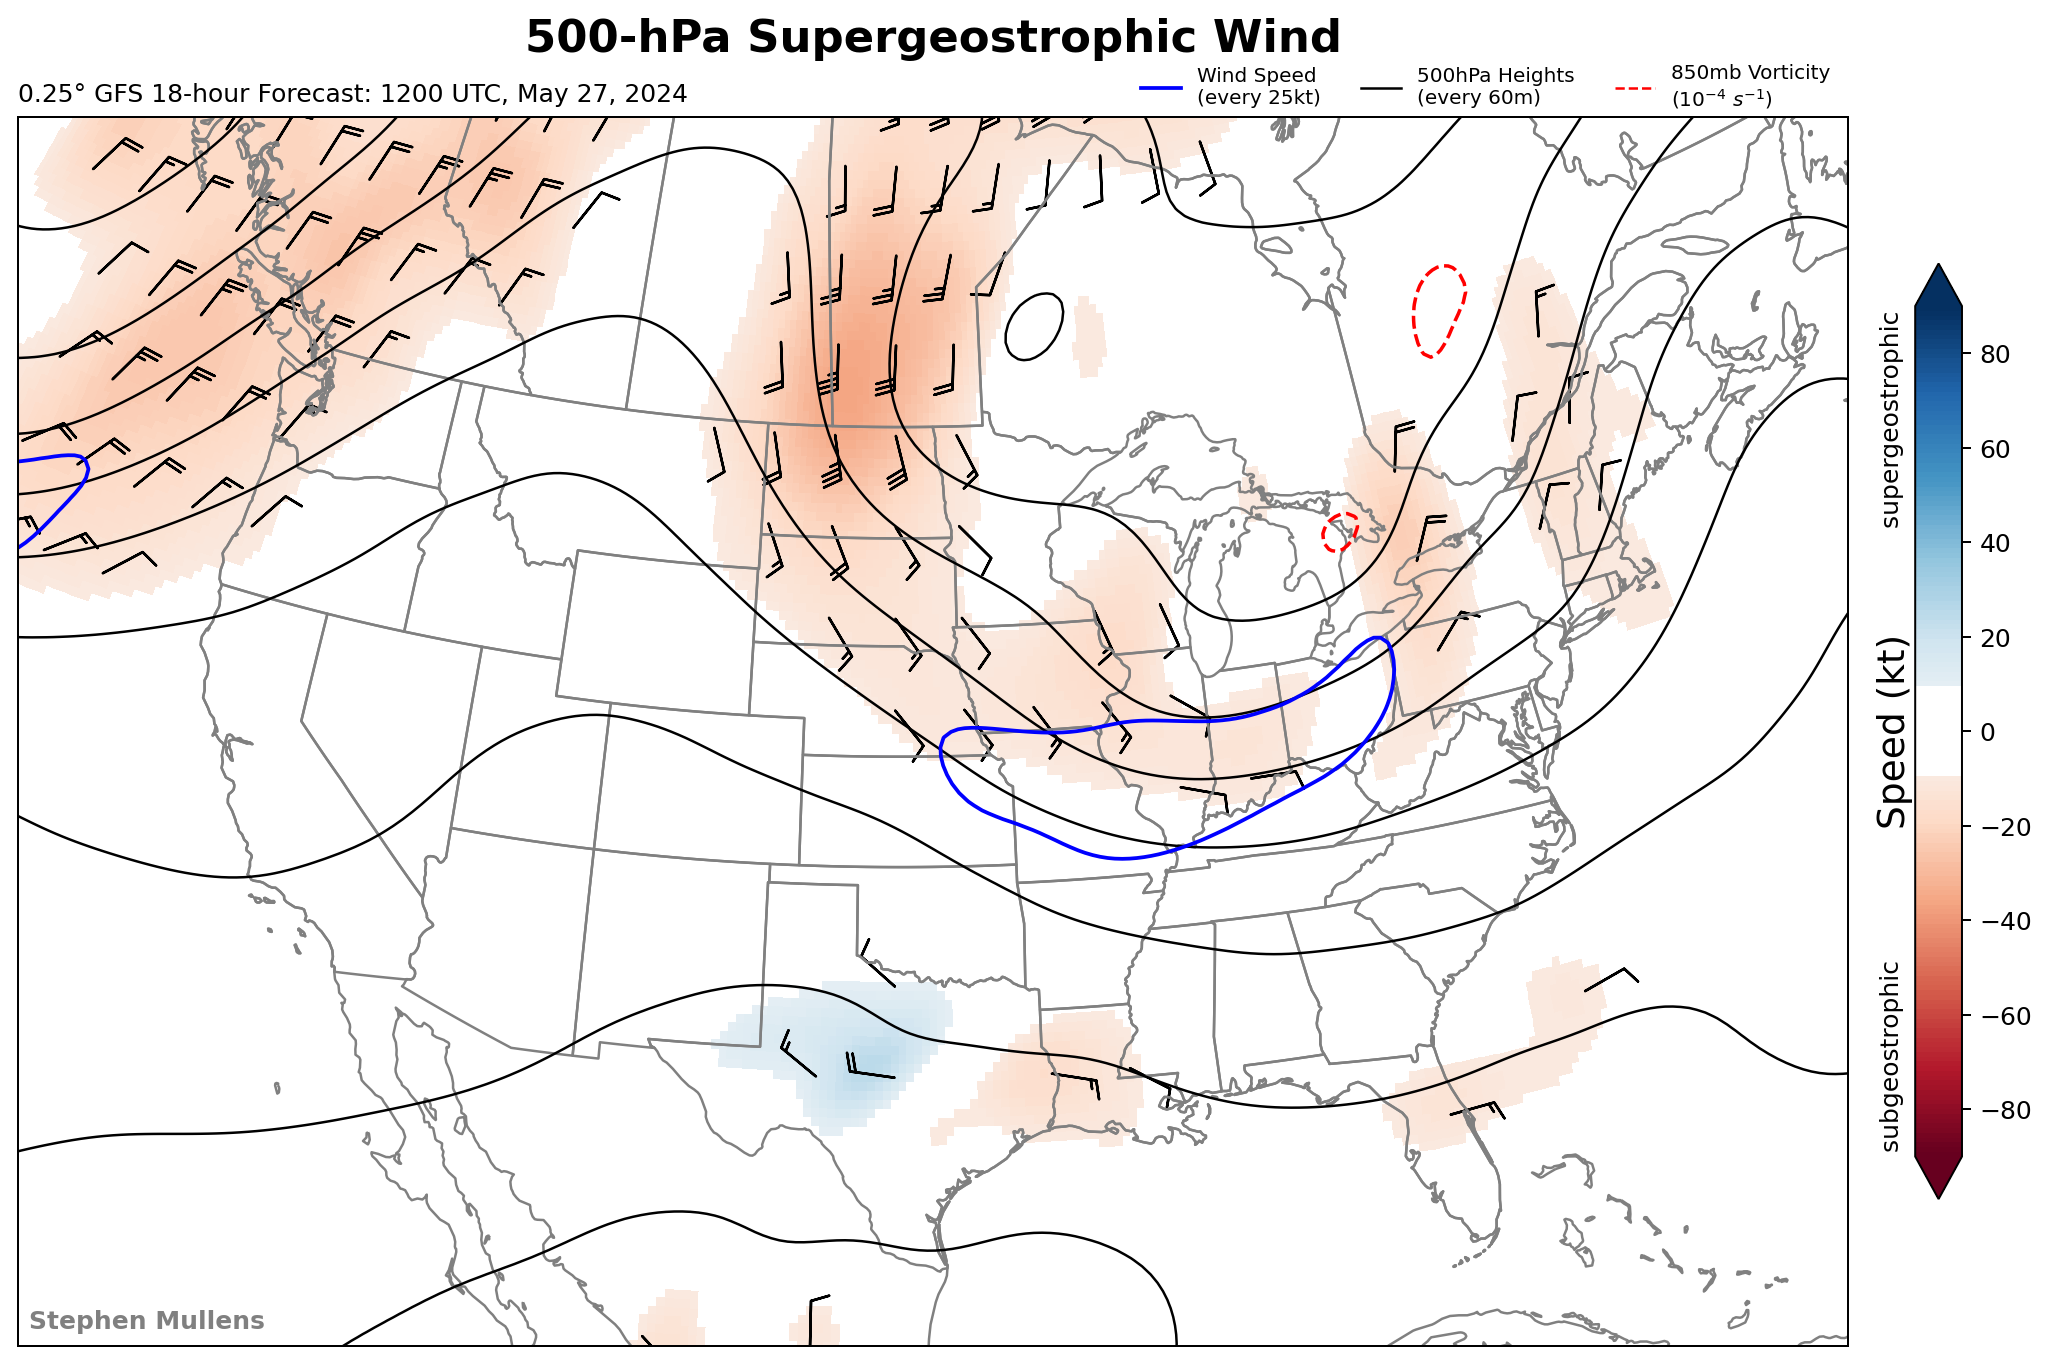 500-hPa Supergeostrophic Wind
0.25° GFS 18-hour Forecast: 1200 UTC, May 27, 2024
Wind Speed
(every 25kt)
500hPa Heights
(every 60m)
850mb Vorticity
(10⁻⁴ s⁻¹)
supergeostrophic
Speed (kt)
subgeostrophic
80
60
40
20
0
−20
−40
−60
−80
Stephen Mullens